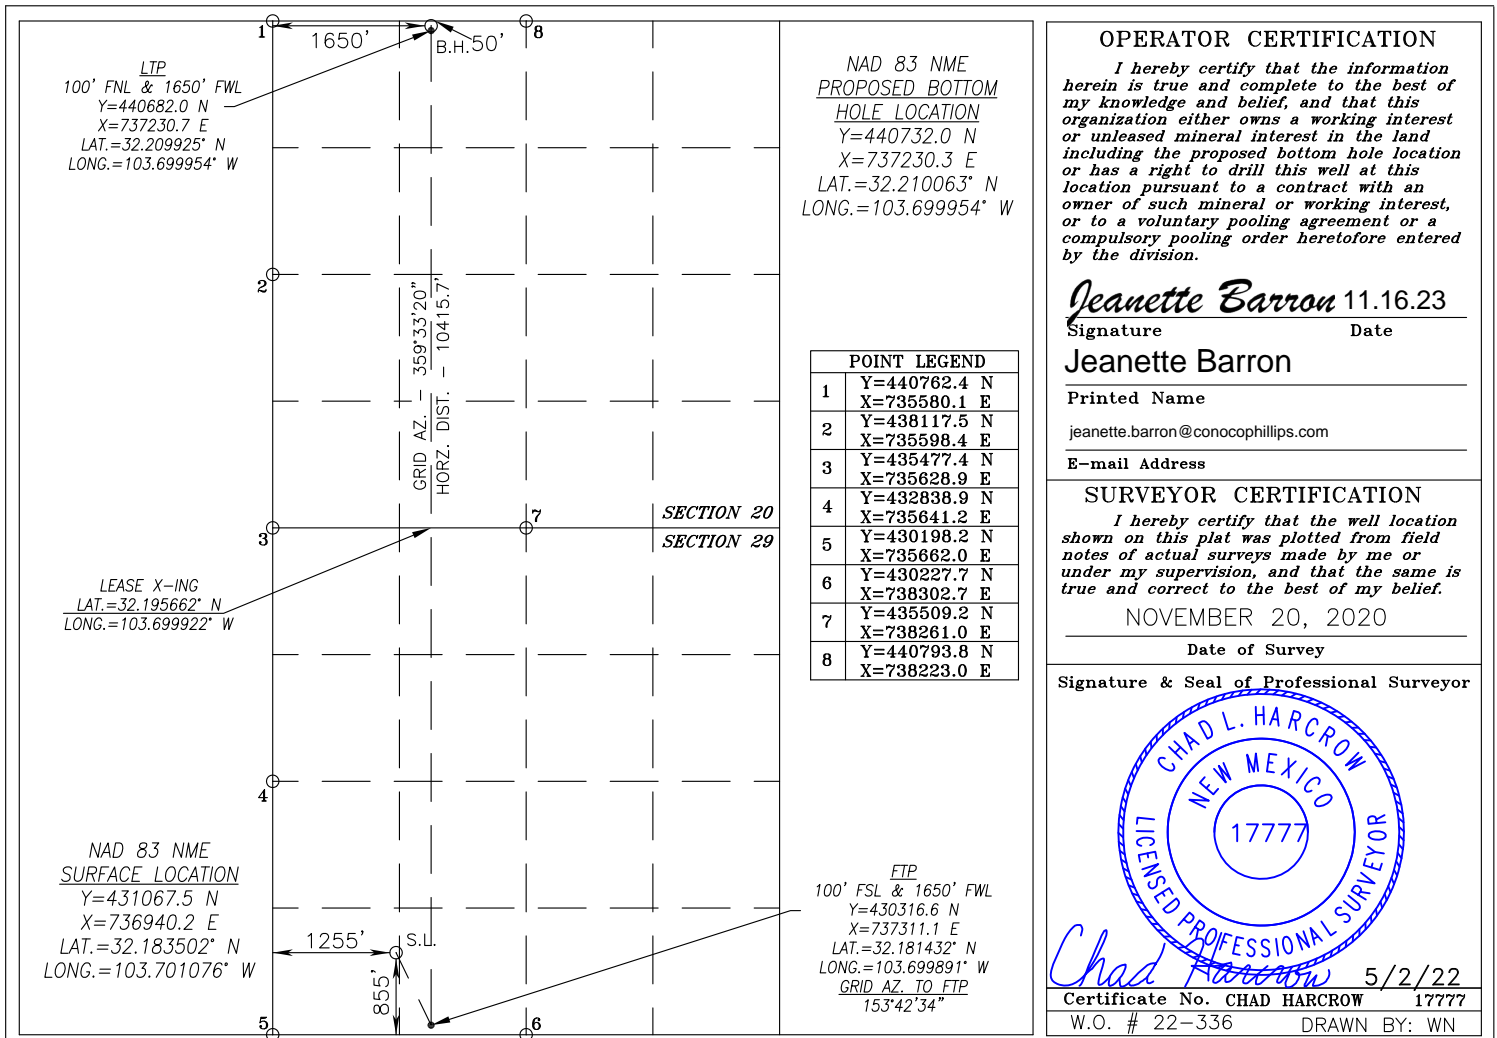 1
1650'
B.H.
50'
8
LTP
100' FNL & 1650' FWL
Y=440682.0 N
X=737230.7 E
LAT.=32.209925° N
LONG.=103.699954° W
NAD 83 NME
PROPOSED BOTTOM
HOLE LOCATION
Y=440732.0 N
X=737230.3 E
LAT.=32.210063° N
LONG.=103.699954° W
2
GRID AZ. - 359°33'20"
HORZ. DIST. - 10415.7'
3
7
SECTION 20
SECTION 29
LEASE X-ING
LAT.=32.195662° N
LONG.=103.699922° W
POINT LEGEND
1 Y=440762.4 N
X=735580.1 E
2 Y=438117.5 N
X=735598.4 E
3 Y=435477.4 N
X=735628.9 E
4 Y=432838.9 N
X=735641.2 E
5 Y=430198.2 N
X=735662.0 E
6 Y=430227.7 N
X=738302.7 E
7 Y=435509.2 N
X=738261.0 E
8 Y=440793.8 N
X=738223.0 E
4
NAD 83 NME
SURFACE LOCATION
Y=431067.5 N
X=736940.2 E
LAT.=32.183502° N
LONG.=103.701076° W
1255'
S.L.
855'
5
6
FTP
100' FSL & 1650' FWL
Y=430316.6 N
X=737311.1 E
LAT.=32.181432° N
LONG.=103.699891° W
GRID AZ. TO FTP
153°42'34"
OPERATOR CERTIFICATION
I hereby certify that the information
herein is true and complete to the best of
my knowledge and belief, and that this
organization either owns a working interest
or unleased mineral interest in the land
including the proposed bottom hole location
or has a right to drill this well at this
location pursuant to a contract with an
owner of such mineral or working interest,
or to a voluntary pooling agreement or a
compulsory pooling order heretofore entered
by the division.
Jeanette Barron 11.16.23
Signature Date
Jeanette Barron
Printed Name
jeanette.barron@conocophillips.com
E-mail Address
SURVEYOR CERTIFICATION
I hereby certify that the well location
shown on this plat was plotted from field
notes of actual surveys made by me or
under my supervision, and that the same is
true and correct to the best of my belief.
NOVEMBER 20, 2020
Date of Survey
Signature & Seal of Professional Surveyor
CHAD L. HARCROW
NEW MEXICO
17777
LICENSED PROFESSIONAL SURVEYOR
Chad Harcrow 5/2/22
Certificate No. CHAD HARCROW 17777
W.O. # 22-336 DRAWN BY: WN